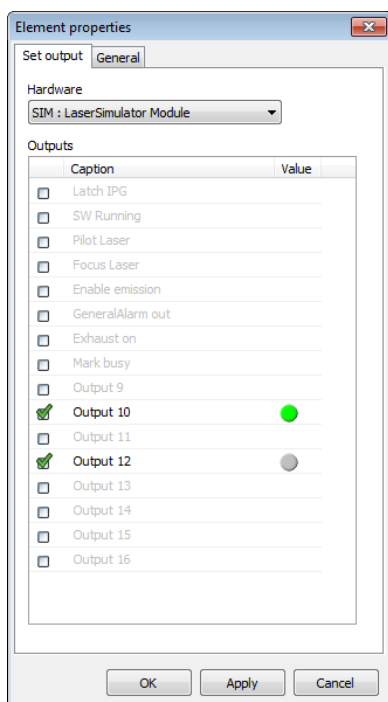 Element properties
Set output General
Hardware
SIM : LaserSimulator Module
Outputs
Caption Value
Latch IPG
SW Running
Pilot Laser
Focus Laser
Enable emission
GeneralAlarm out
Exhaust on
Mark busy
Output 9
Output 10
Output 11
Output 12
Output 13
Output 14
Output 15
Output 16
OK Apply Cancel